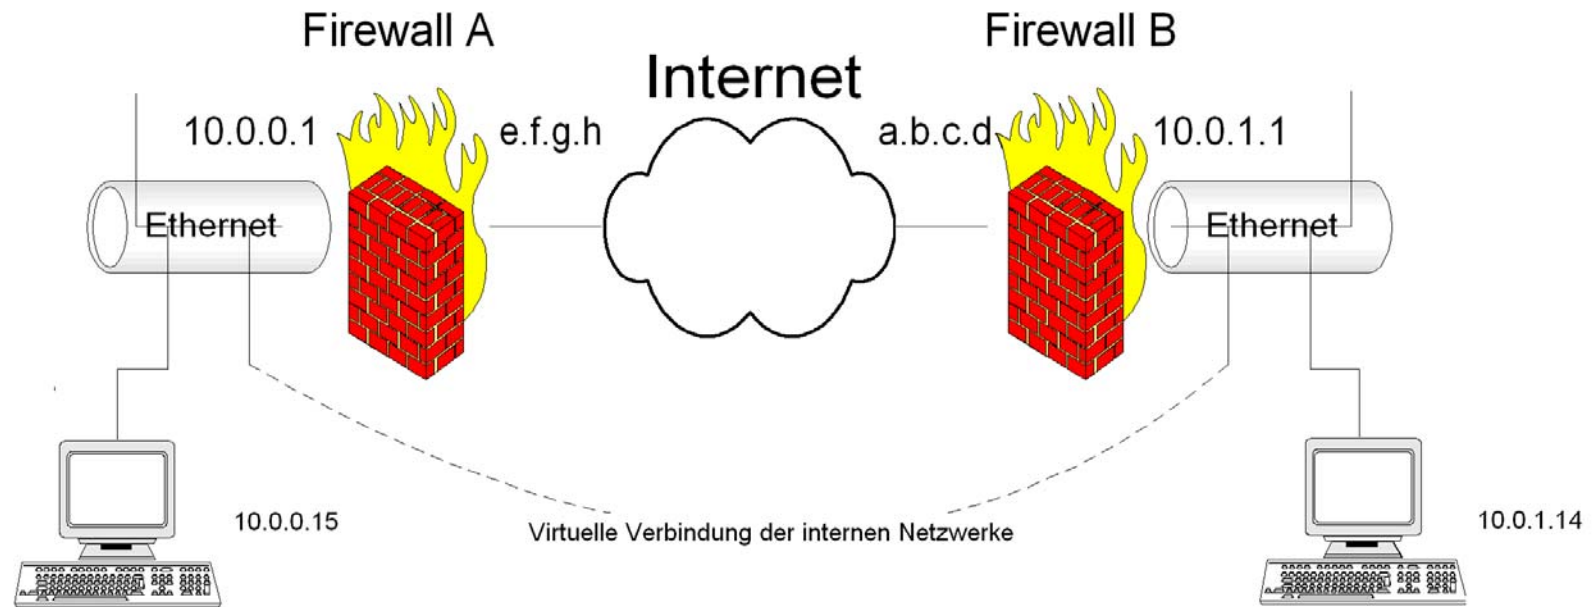 Firewall A
Firewall B
Internet
10.0.0.1
e.f.g.h
a.b.c.d
10.0.1.1
Ethernet
Ethernet
10.0.0.15
Virtuelle Verbindung der internen Netzwerke
10.0.1.14